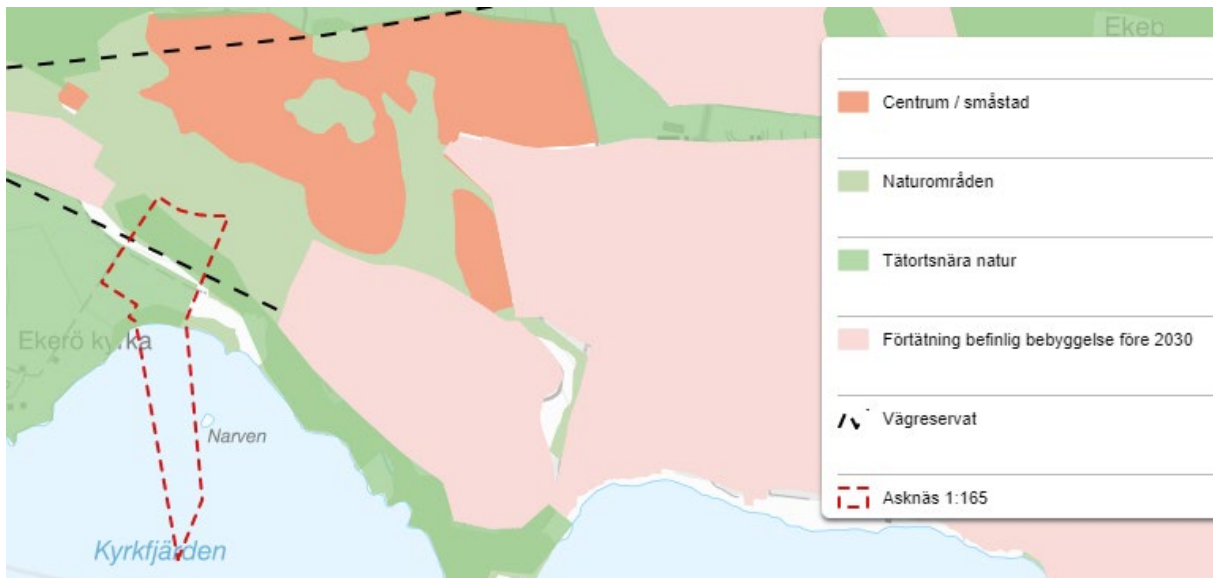 Ekeb
Centrum / småstad
Naturområden
Tätortsnära natur
Förtätning befinlig bebyggelse före 2030
Vägreservat
Asknäs 1:165
Ekerö kyrka
Narven
Kyrkfjärden